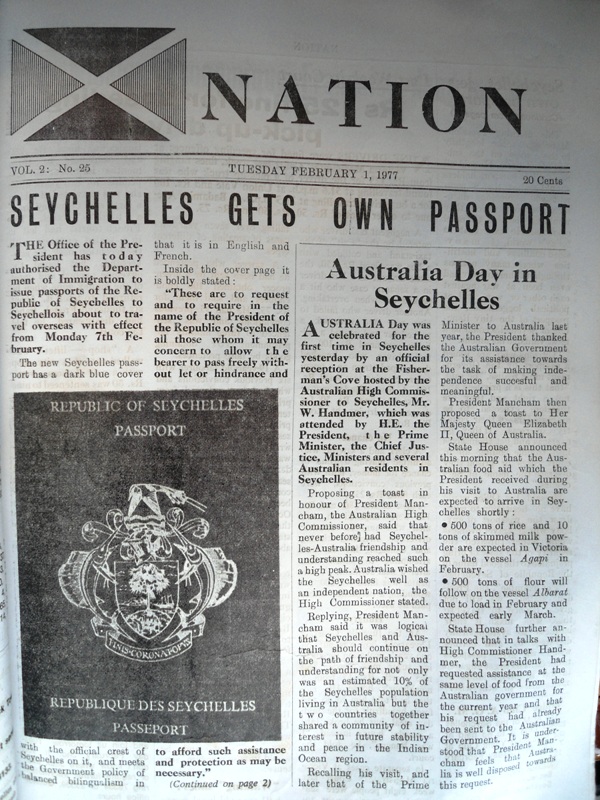 NATION
VOL. 2: No. 25
TUESDAY FEBRUARY 1, 1977
20 Cents
SEYCHELLES GETS OWN PASSPORT
THE Office of the Pre-
sident has today
authorised the Depart-
ment of Immigration to
issue passports of the Re-
public of Seychelles to
Seychellois about to tra-
vel overseas with effect
from Monday 7th Fe-
bruary.
The new Seychelles pass-
port has a dark blue cover
that it is in English and
French.
Inside the cover page it
is boldly stated:
"These are to request
and to require in the
name of the President of
the Republic of Seychelles
all those whom it may
concern to allow the
bearer to pass freely with-
out let or hindrance and
REPUBLIC OF SEYCHELLES
PASSPORT
FINIS·CORONAT·OPUS
REPUBLIQUE DES SEYCHELLES
PASSEPORT
with the official crest of
Seychelles on it, and meets
the Government policy of
balanced bilingualism in
to afford such assistance
and protection as may be
necessary."
(Continued on page 2)
Australia Day in
Seychelles
AUSTRALIA Day was
celebrated for the
first time in Seychelles
yesterday by an official
reception at the Fisher-
man's Cove hosted by the
Australian High Commis-
sioner to Seychelles, Mr.
W. Handmer, which was
attended by H.E. the
President, the Prime
Minister, the Chief Jus-
tice, Ministers and several
Australian residents in
Seychelles.
Proposing a toast in
honour of President Man-
cham, the Australian High
Commissioner, said that
never before had Seychel-
les-Australia friendship and
understanding reached such
a high peak. Australia wished
the Seychelles well as
an independent nation, the
High Commissioner stated.
Replying, President Man-
cham said it was logical
that Seychelles and Aus-
tralia should continue on
the path of friendship and
understanding for not only
was an estimated 10% of
the Seychelles population
living in Australia but the
two countries together
shared a community of in-
terest in future stability
and peace in the Indian
Ocean region.
Recalling his visit, and
later that of the Prime
Minister to Australia last
year, the President thanked
the Australian Government
for its assistance towards
the task of making inde-
pendence succesful and
meaningful.
President Mancham then
proposed a toast to Her
Majesty Queen Elizabeth
II, Queen of Australia.
State House announced
this morning that the Aus-
tralian food aid which the
President received during
his visit to Australia are
expected to arrive in Sey-
chelles shortly:
● 500 tons of rice and 10
tons of skimmed milk pow-
der are expected in Victoria
on the vessel Agapi in
February.
● 500 tons of flour will
follow on the vessel Albarat
due to load in February and
expected early March.
State House further an-
nounced that in talks with
High Commissioner Hand-
mer, the President had
requested assistance at the
same level of food from the
Australian government for
the current year and that
his request had already
been sent to the Australian
Government. It is under-
stood that President Man-
cham feels that Austra-
lia is well disposed towards
this request.